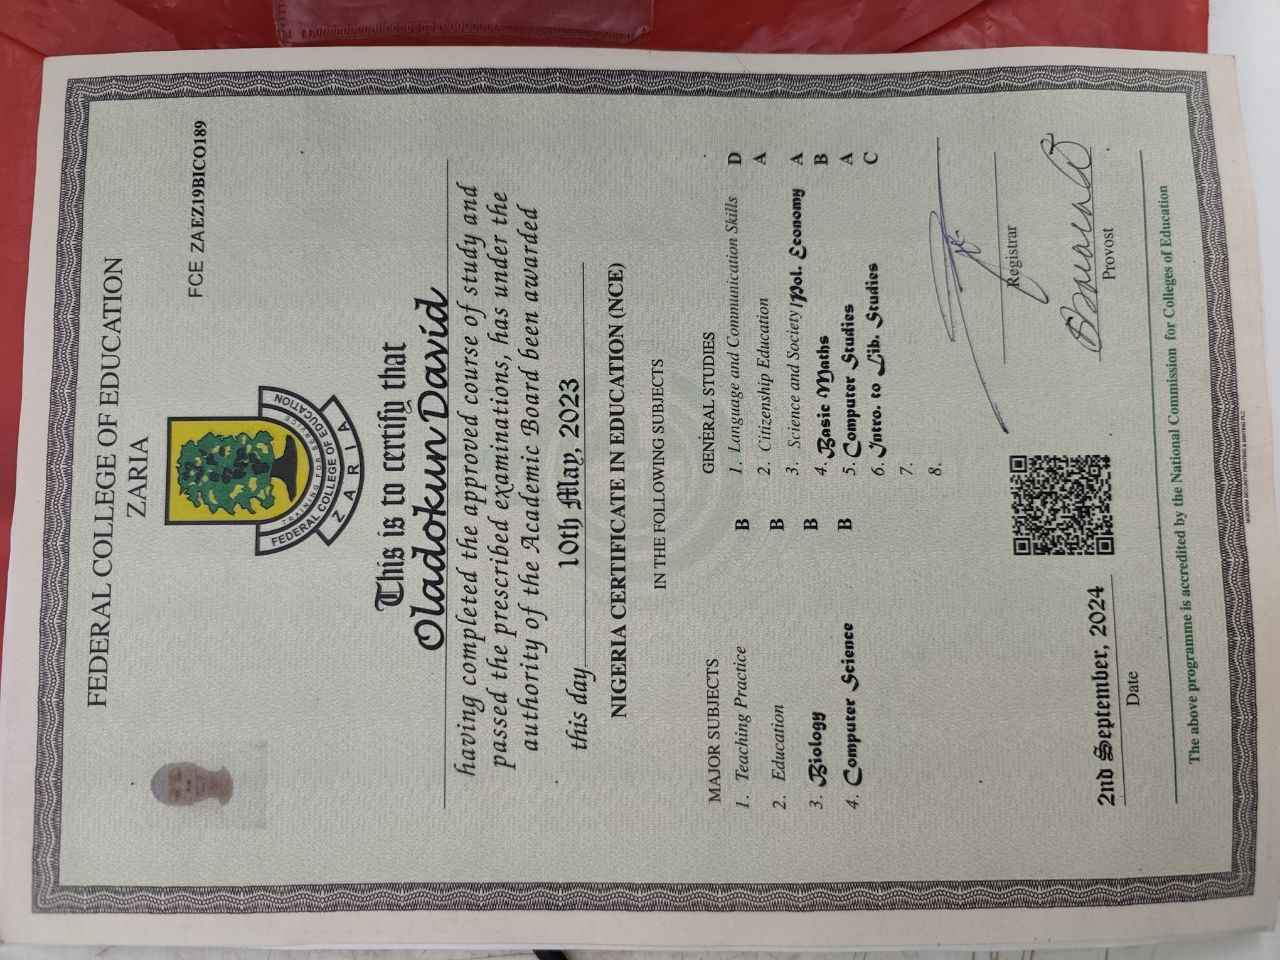 FEDERAL COLLEGE OF EDUCATION
ZARIA
FCE ZAEZ19BICO189
TRAINING FOR SERVICE
FEDERAL COLLEGE OF EDUCATION
ZARIA
This is to certify that
Oladokun David
having completed the approved course of study and
passed the prescribed examinations, has under the
authority of the Academic Board been awarded
this day 10th May, 2023
NIGERIA CERTIFICATE IN EDUCATION (NCE)
IN THE FOLLOWING SUBJECTS
MAJOR SUBJECTS
1. Teaching Practice B
2. Education B
3. Biology B
4. Computer Science B
GENERAL STUDIES
1. Language and Communication Skills D
2. Citizenship Education A
3. Science and Society/Pol. Economy A
4. Basic Maths B
5. Computer Studies A
6. Intro. to Lib. Studies C
7.
8.
Registrar
2nd September, 2024
Date
Provost
The above programme is accredited by the National Commission for Colleges of Education